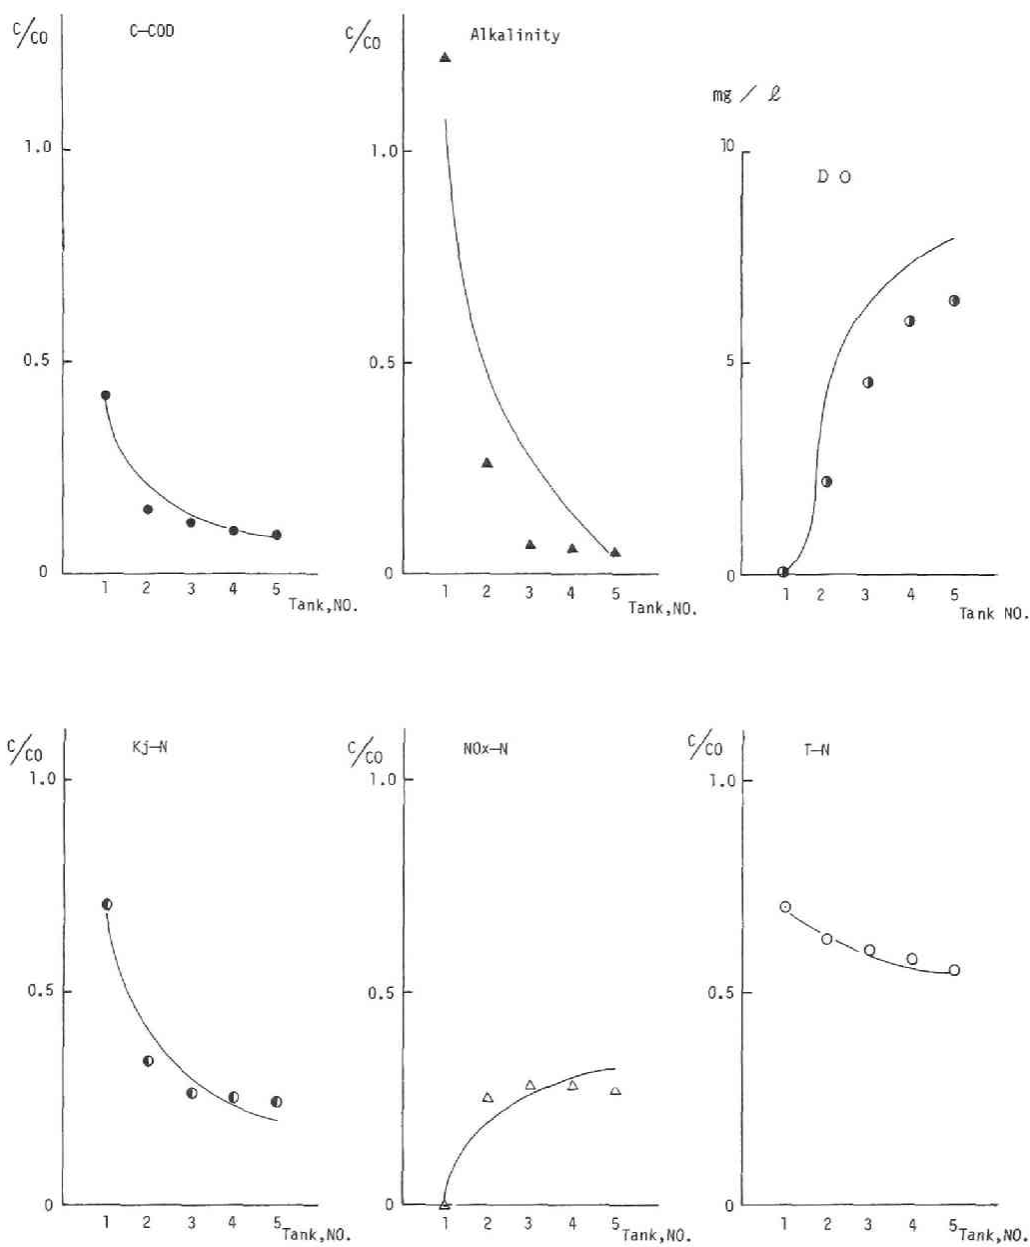 C/CO
C—COD
1.0
0.5
0
1 2 3 4 5
Tank,NO.
C/CO
Alkalinity
1.0
0.5
0
1 2 3 4 5
Tank,NO.
mg / ℓ
10
D O
5
0
1 2 3 4 5
Tank NO.
C/CO
Kj—N
1.0
0.5
0
1 2 3 4 5
Tank,NO.
C/CO
NOx—N
1.0
0.5
0
1 2 3 4 5
Tank,NO.
C/CO
T—N
1.0
0.5
0
1 2 3 4 5
Tank,NO.